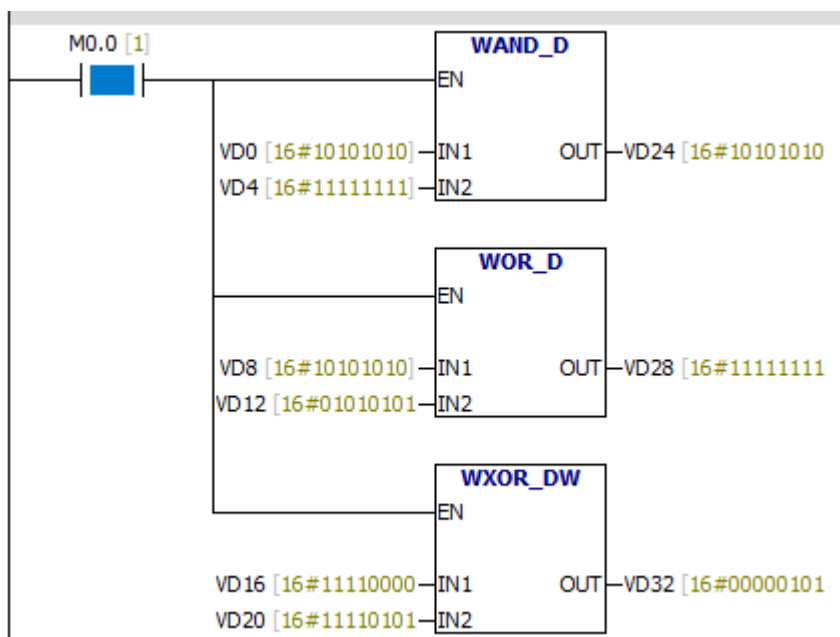 M0.0 [1]
WAND_D
EN
VD0 [16#10101010] IN1 OUT VD24 [16#10101010
VD4 [16#11111111] IN2
WOR_D
EN
VD8 [16#10101010] IN1 OUT VD28 [16#11111111
VD12 [16#01010101 IN2
WXOR_DW
EN
VD16 [16#11110000 IN1 OUT VD32 [16#00000101
VD20 [16#11110101 IN2